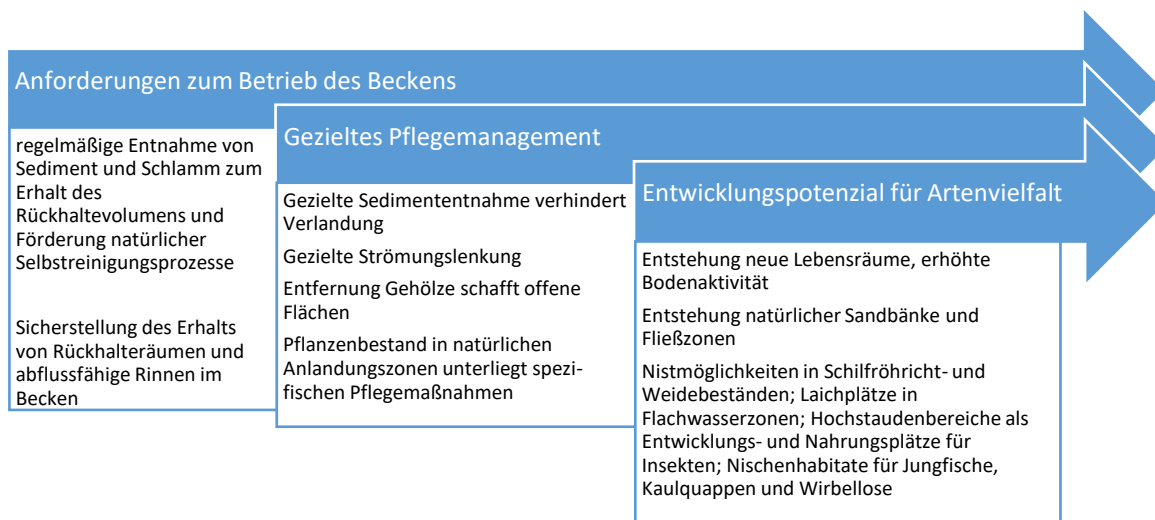 Anforderungen zum Betrieb des Beckens
regelmäßige Entnahme von
Sediment und Schlamm zum
Erhalt des
Rückhaltevolumens und
Förderung natürlicher
Selbstreinigungsprozesse
Sicherstellung des Erhalts
von Rückhalteräumen und
abflussfähige Rinnen im
Becken
Gezieltes Pflegemanagement
Gezielte Sedimententnahme verhindert
Verlandung
Gezielte Strömungslenkung
Entfernung Gehölze schafft offene
Flächen
Pflanzenbestand in natürlichen
Anlandungszonen unterliegt spezi-
fischen Pflegemaßnahmen
Entwicklungspotenzial für Artenvielfalt
Entstehung neue Lebensräume, erhöhte
Bodenaktivität
Entstehung natürlicher Sandbänke und
Fließzonen
Nistmöglichkeiten in Schilfröhricht- und
Weidebeständen; Laichplätze in
Flachwasserzonen; Hochstaudenbereiche als
Entwicklungs- und Nahrungsplätze für
Insekten; Nischenhabitate für Jungfische,
Kaulquappen und Wirbellose